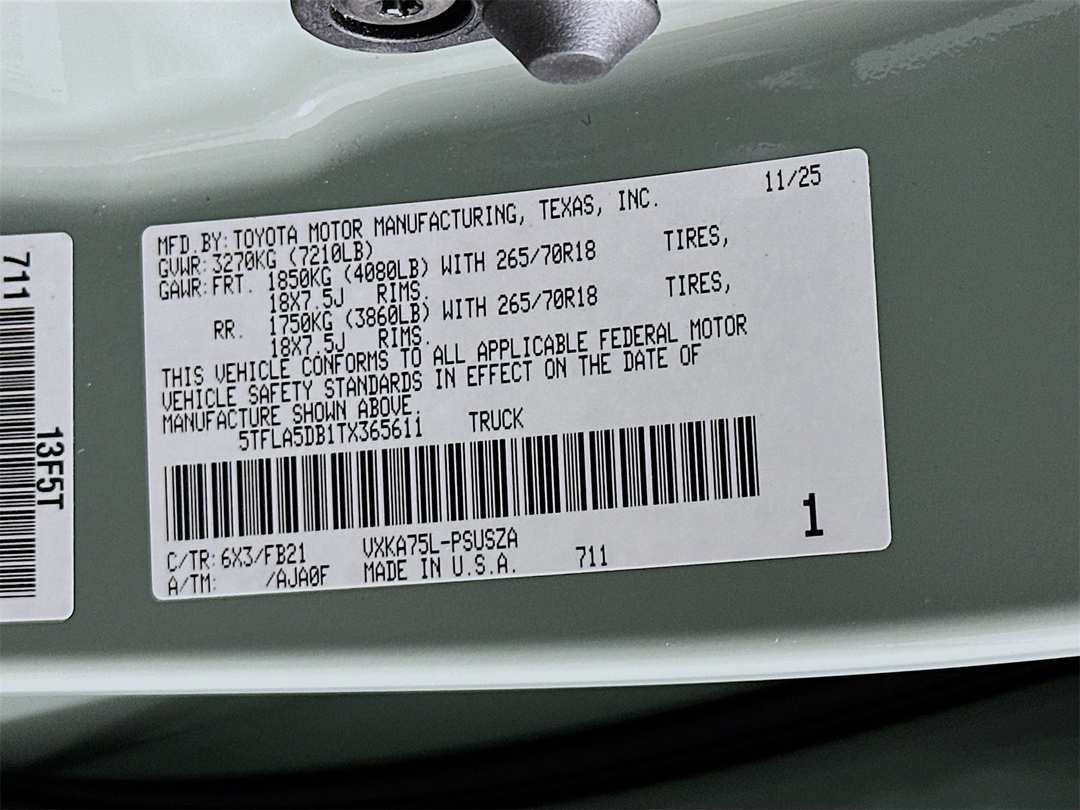 711
13F5T
MFD.BY: TOYOTA MOTOR MANUFACTURING, TEXAS, INC. 11/25
GVWR: 3270KG (7210LB)
GAWR: FRT. 1850KG (4080LB) WITH 265/70R18 TIRES,
18X7.5J RIMS.
RR. 1750KG (3860LB) WITH 265/70R18 TIRES,
18X7.5J RIMS.
THIS VEHICLE CONFORMS TO ALL APPLICABLE FEDERAL MOTOR
VEHICLE SAFETY STANDARDS IN EFFECT ON THE DATE OF
MANUFACTURE SHOWN ABOVE.
5TFLA5DB1TX365611 TRUCK
1
C/TR: 6X3/FB21 VXKA75L-PSUSZA
A/TM: /AJA0F MADE IN U.S.A. 711